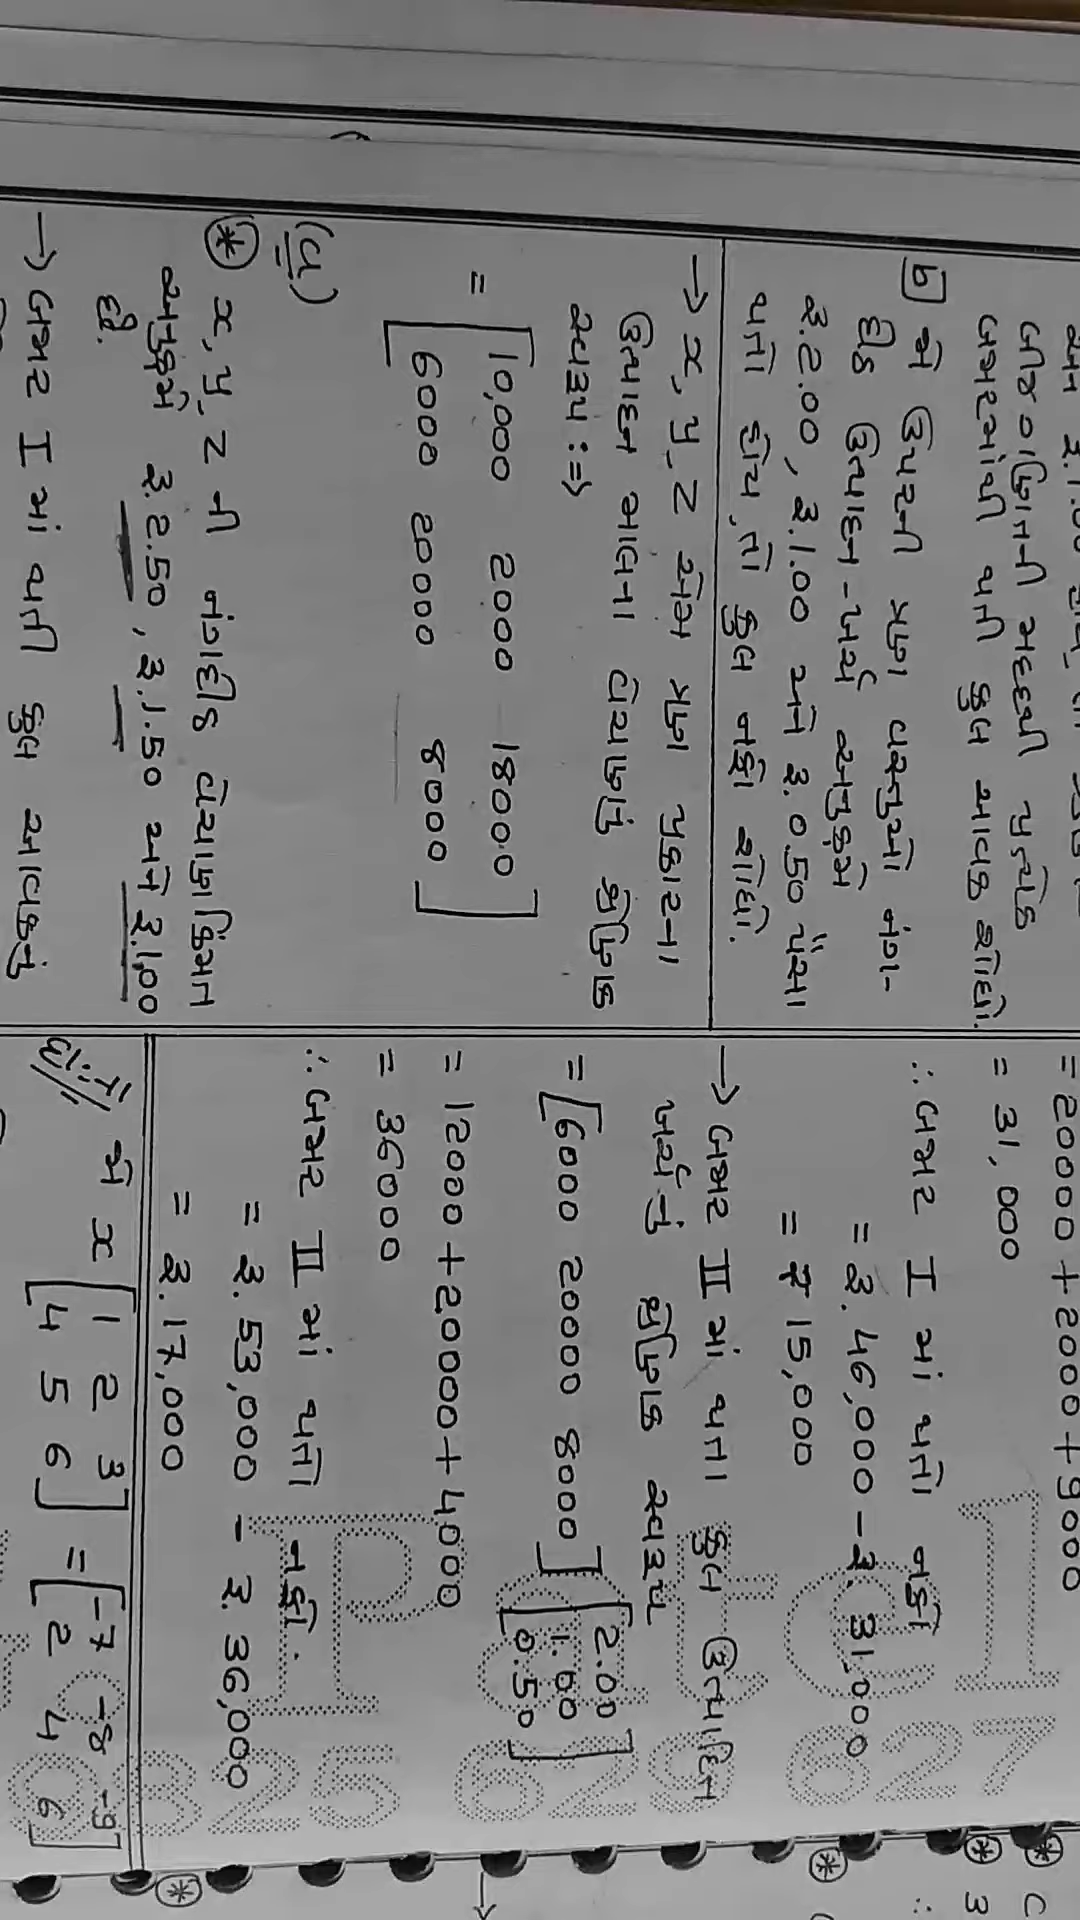 બજારમાંથી થતી કુલ આવક શોધો.
b જો ઉપરની ત્રણ વસ્તુઓ નંગ-
દીઠ ઉત્પાદન-ખર્ચ અનુક્રમે
રૂ.2.00, રૂ.1.00 અને રૂ.0.50 પૈસા
થતો હોય, તો કુલ નફો શોધો.
→ x, y, z એમ ત્રણ પ્રકારના
ઉત્પાદન માલના વેચાણનું શ્રેણિક
સ્વરૂપ :⇒
= [10,000 2000 18000
6000 20000 8000]
(a)
* x, y, z ની નંગદીઠ વેચાણકિંમત
અનુક્રમે રૂ.2.50, રૂ.1.50 અને રૂ.1.00
છે.
→ બજાર I માં થતી કુલ આવકનું
= 20000 + 2000 + 9000
= 31,000
∴ બજાર I માં થતો નફો
= રૂ. 46,000 - રૂ. 31,000
= ₹ 15,000
→ બજાર II માં થતા કુલ ઉત્પાદિત
ખર્ચનું શ્રેણિક સ્વરૂપ
= [6000 20000 8000] [2.00
1.00
0.50]
= 12000 + 20000 + 4000
= 36000
∴ બજાર II માં થતો નફો.
= રૂ. 53,000 - રૂ. 36,000
= રૂ. 17,000
જો x [1 2 3
4 5 6] = [-7 -8 -9
2 4 6]